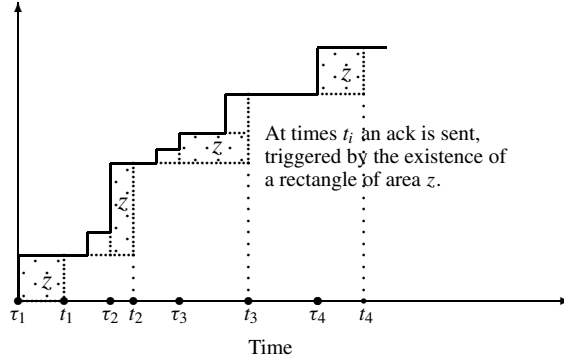 z
z
At times tᵢ an ack is sent,
triggered by the existence of
a rectangle of area z.
z
z
τ₁ t₁ τ₂ t₂ τ₃ t₃ τ₄ t₄
Time